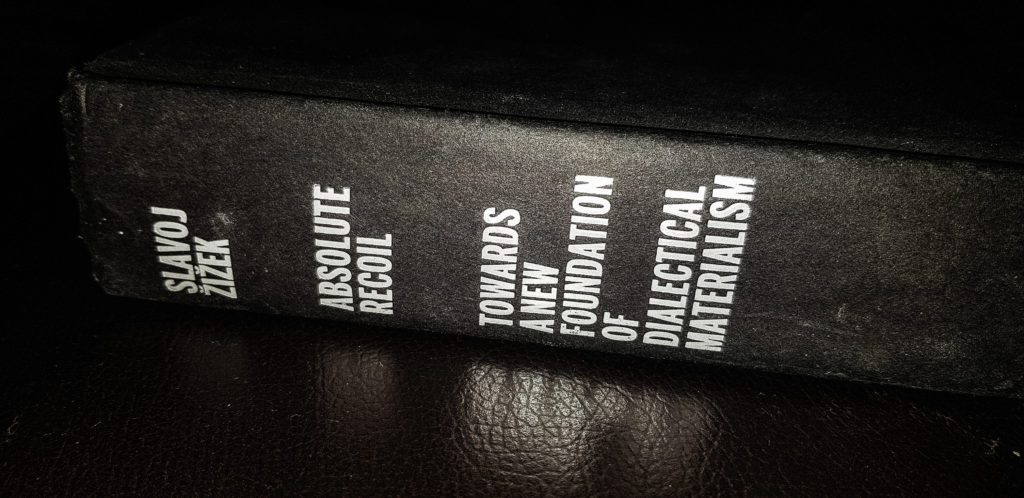 SLAVOJ
ŽIŽEK
ABSOLUTE
RECOIL
TOWARDS
A NEW
FOUNDATION
OF
DIALECTICAL
MATERIALISM